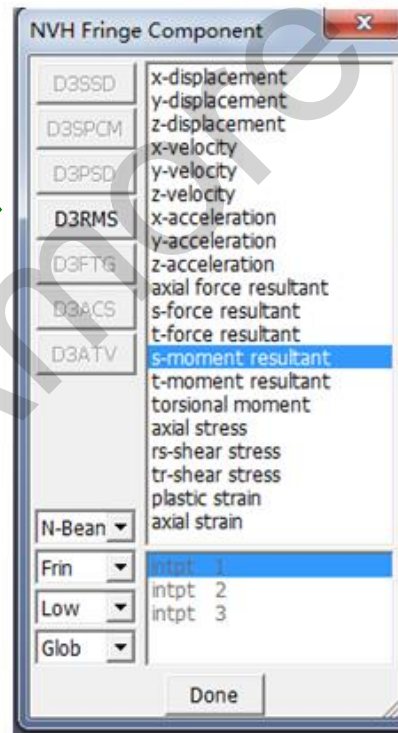 NVH Fringe Component
D3SSD
D3SPCM
D3PSD
D3RMS
D3FTG
D3ACS
D3ATV
x-displacement
y-displacement
z-displacement
x-velocity
y-velocity
z-velocity
x-acceleration
y-acceleration
z-acceleration
axial force resultant
s-force resultant
t-force resultant
s-moment resultant
t-moment resultant
torsional moment
axial stress
rs-shear stress
tr-shear stress
plastic strain
axial strain
N-Bean
Frin
Low
Glob
intpt 1
intpt 2
intpt 3
Done